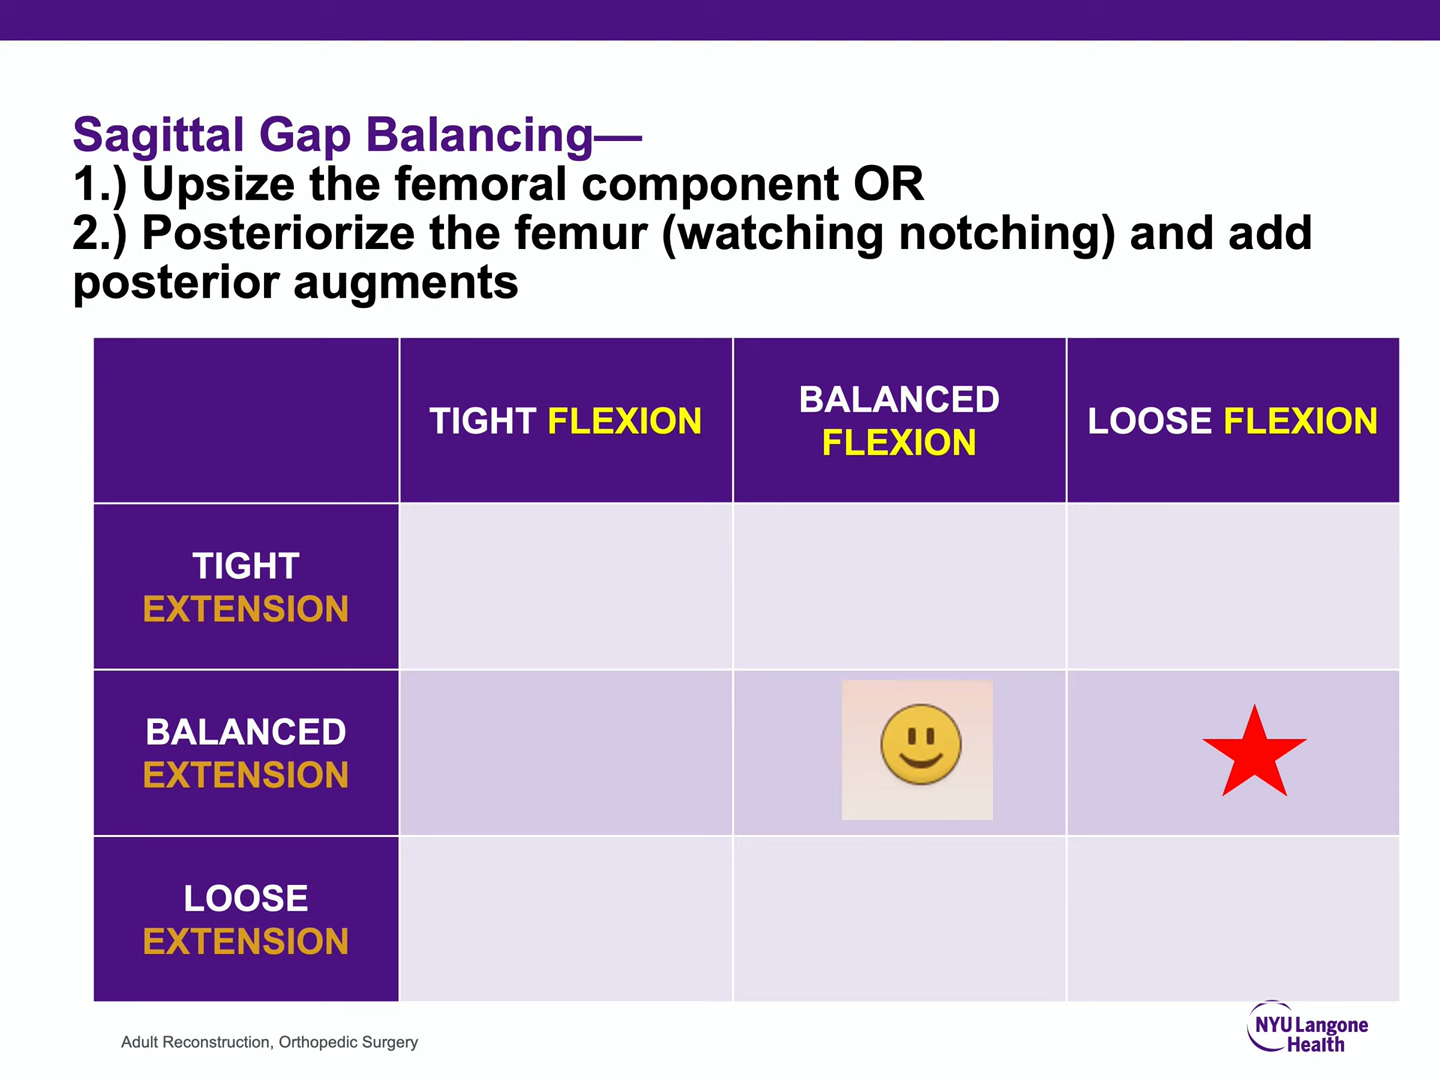 Sagittal Gap Balancing—
1.) Upsize the femoral component OR
2.) Posteriorize the femur (watching notching) and add
posterior augments
TIGHT FLEXION
BALANCED
FLEXION
LOOSE FLEXION
TIGHT
EXTENSION
BALANCED
EXTENSION
LOOSE
EXTENSION
Adult Reconstruction, Orthopedic Surgery
NYU Langone
Health